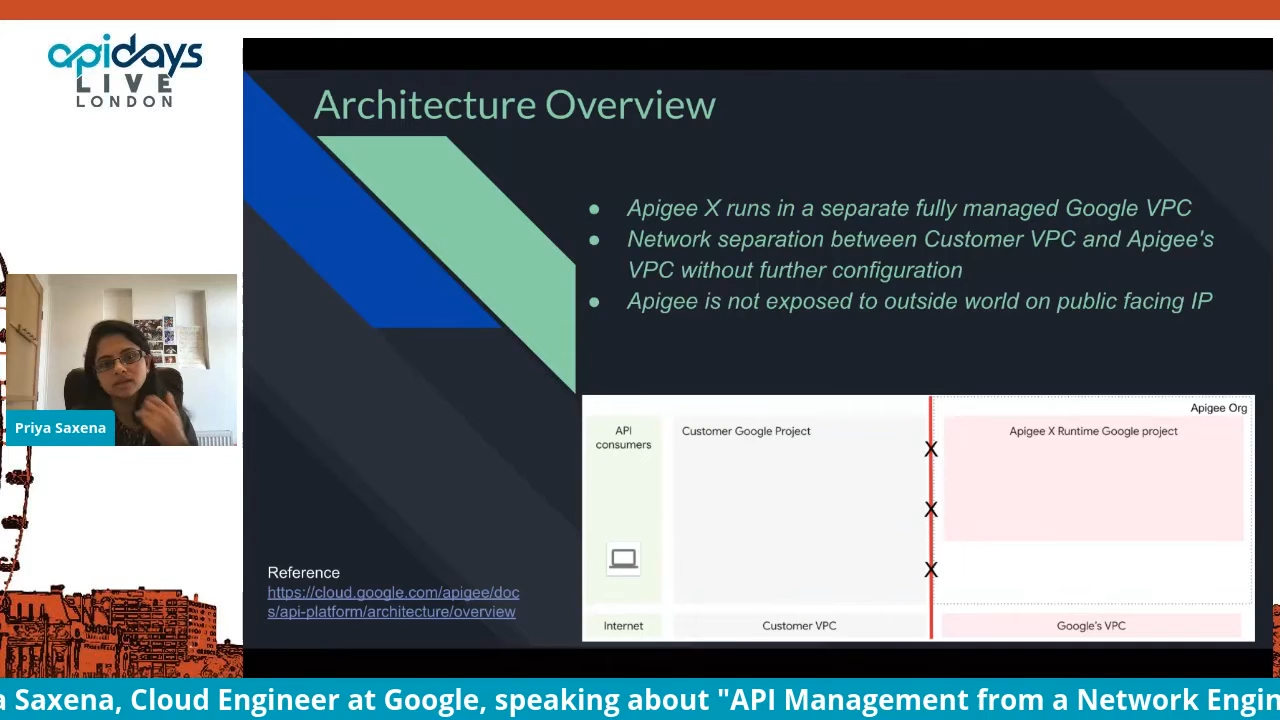 apidays
LIVE
LONDON
Architecture Overview
● Apigee X runs in a separate fully managed Google VPC
● Network separation between Customer VPC and Apigee's
VPC without further configuration
● Apigee is not exposed to outside world on public facing IP
Priya Saxena
Reference
https://cloud.google.com/apigee/doc
s/api-platform/architecture/overview
API
consumers
Customer Google Project
Apigee Org
Apigee X Runtime Google project
X
X
X
Internet
Customer VPC
Google's VPC
a Saxena, Cloud Engineer at Google, speaking about "API Management from a Network Engin